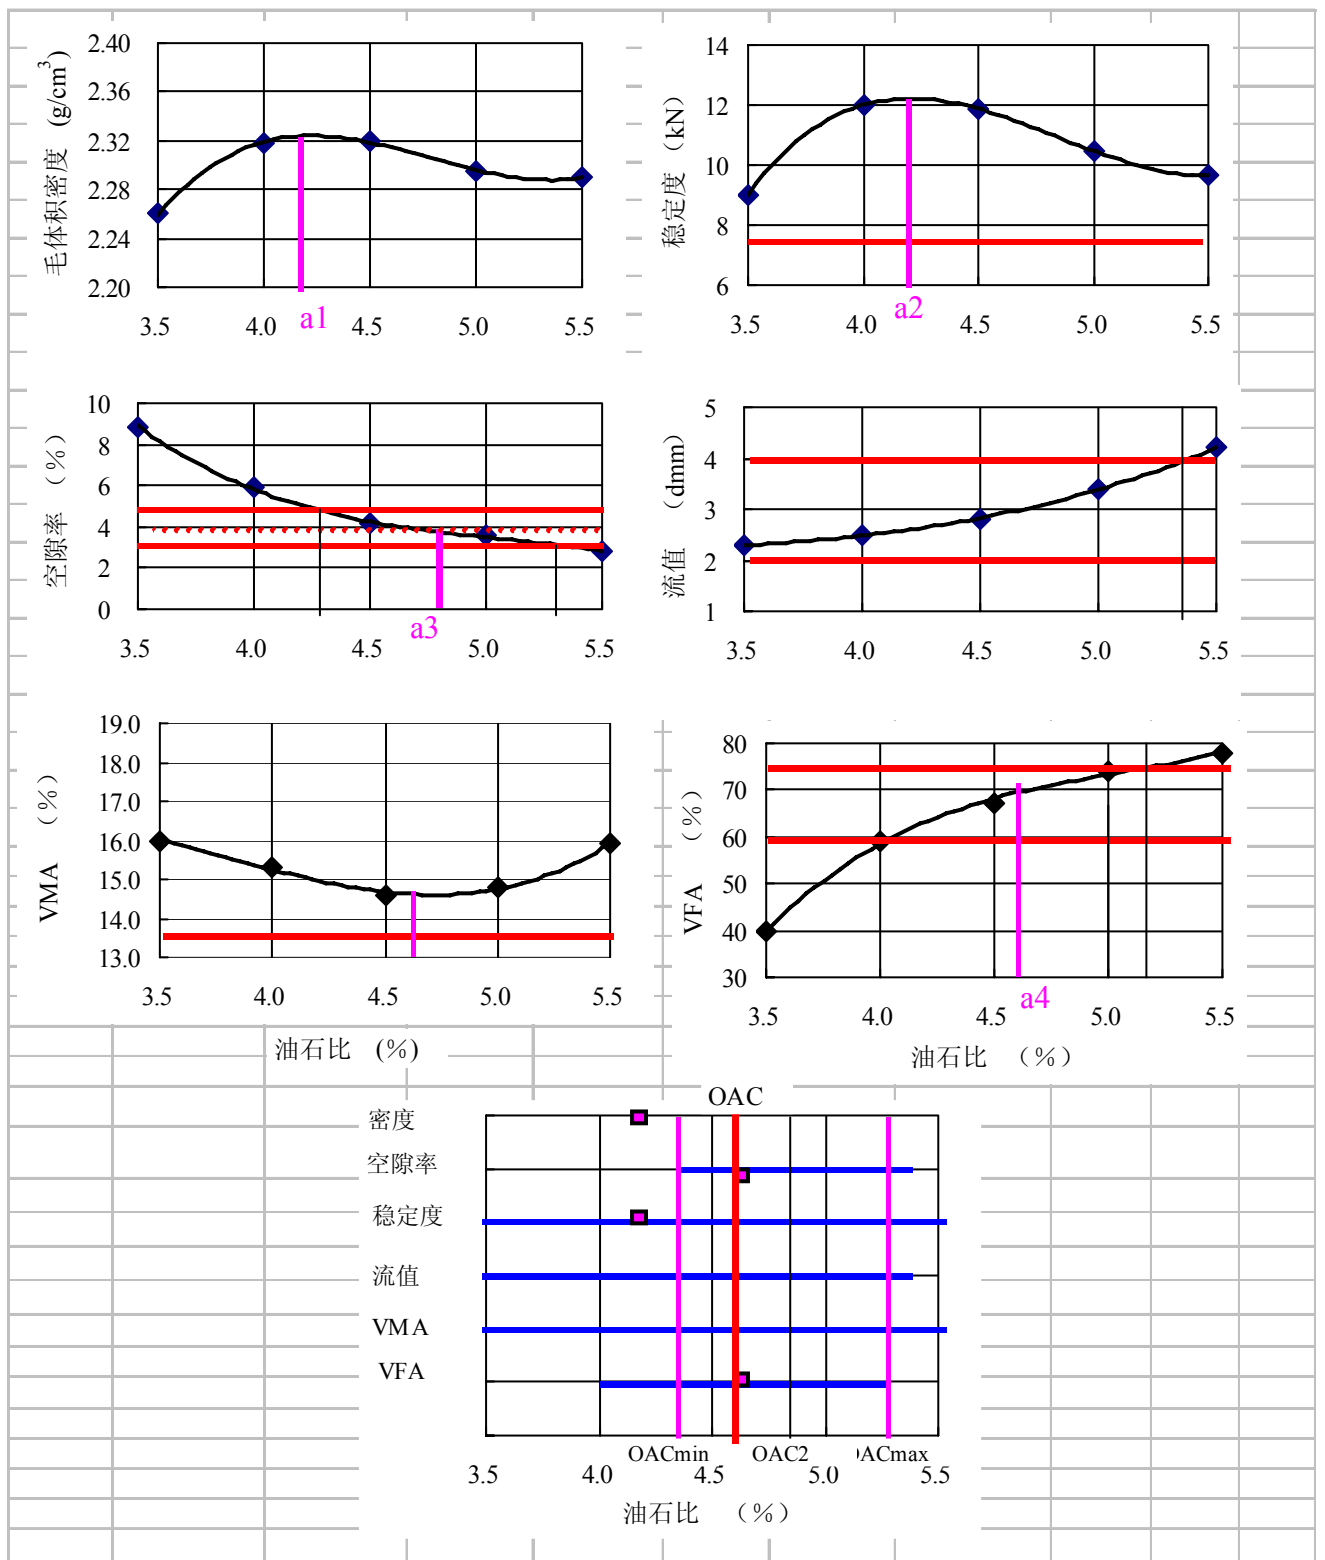 毛体积密度 (g/cm³)
2.40
2.36
2.32
2.28
2.24
2.20
3.5 4.0 4.5 5.0 5.5
a1
稳定度 (kN)
14
12
10
8
6
3.5 4.0 4.5 5.0 5.5
a2
空隙率 (%)
10
8
6
4
2
0
3.5 4.0 4.5 5.0 5.5
a3
流值 (dmm)
5
4
3
2
1
3.5 4.0 4.5 5.0 5.5
VMA (%)
19.0
18.0
17.0
16.0
15.0
14.0
13.0
3.5 4.0 4.5 5.0 5.5
油石比 (%)
VFA (%)
80
70
60
50
40
30
a4
3.5 4.0 4.5 5.0 5.5
油石比 (%)
OAC
密度
空隙率
稳定度
流值
VMA
VFA
OACmin OAC2 OACmax
3.5 4.0 4.5 5.0 5.5
油石比 (%)